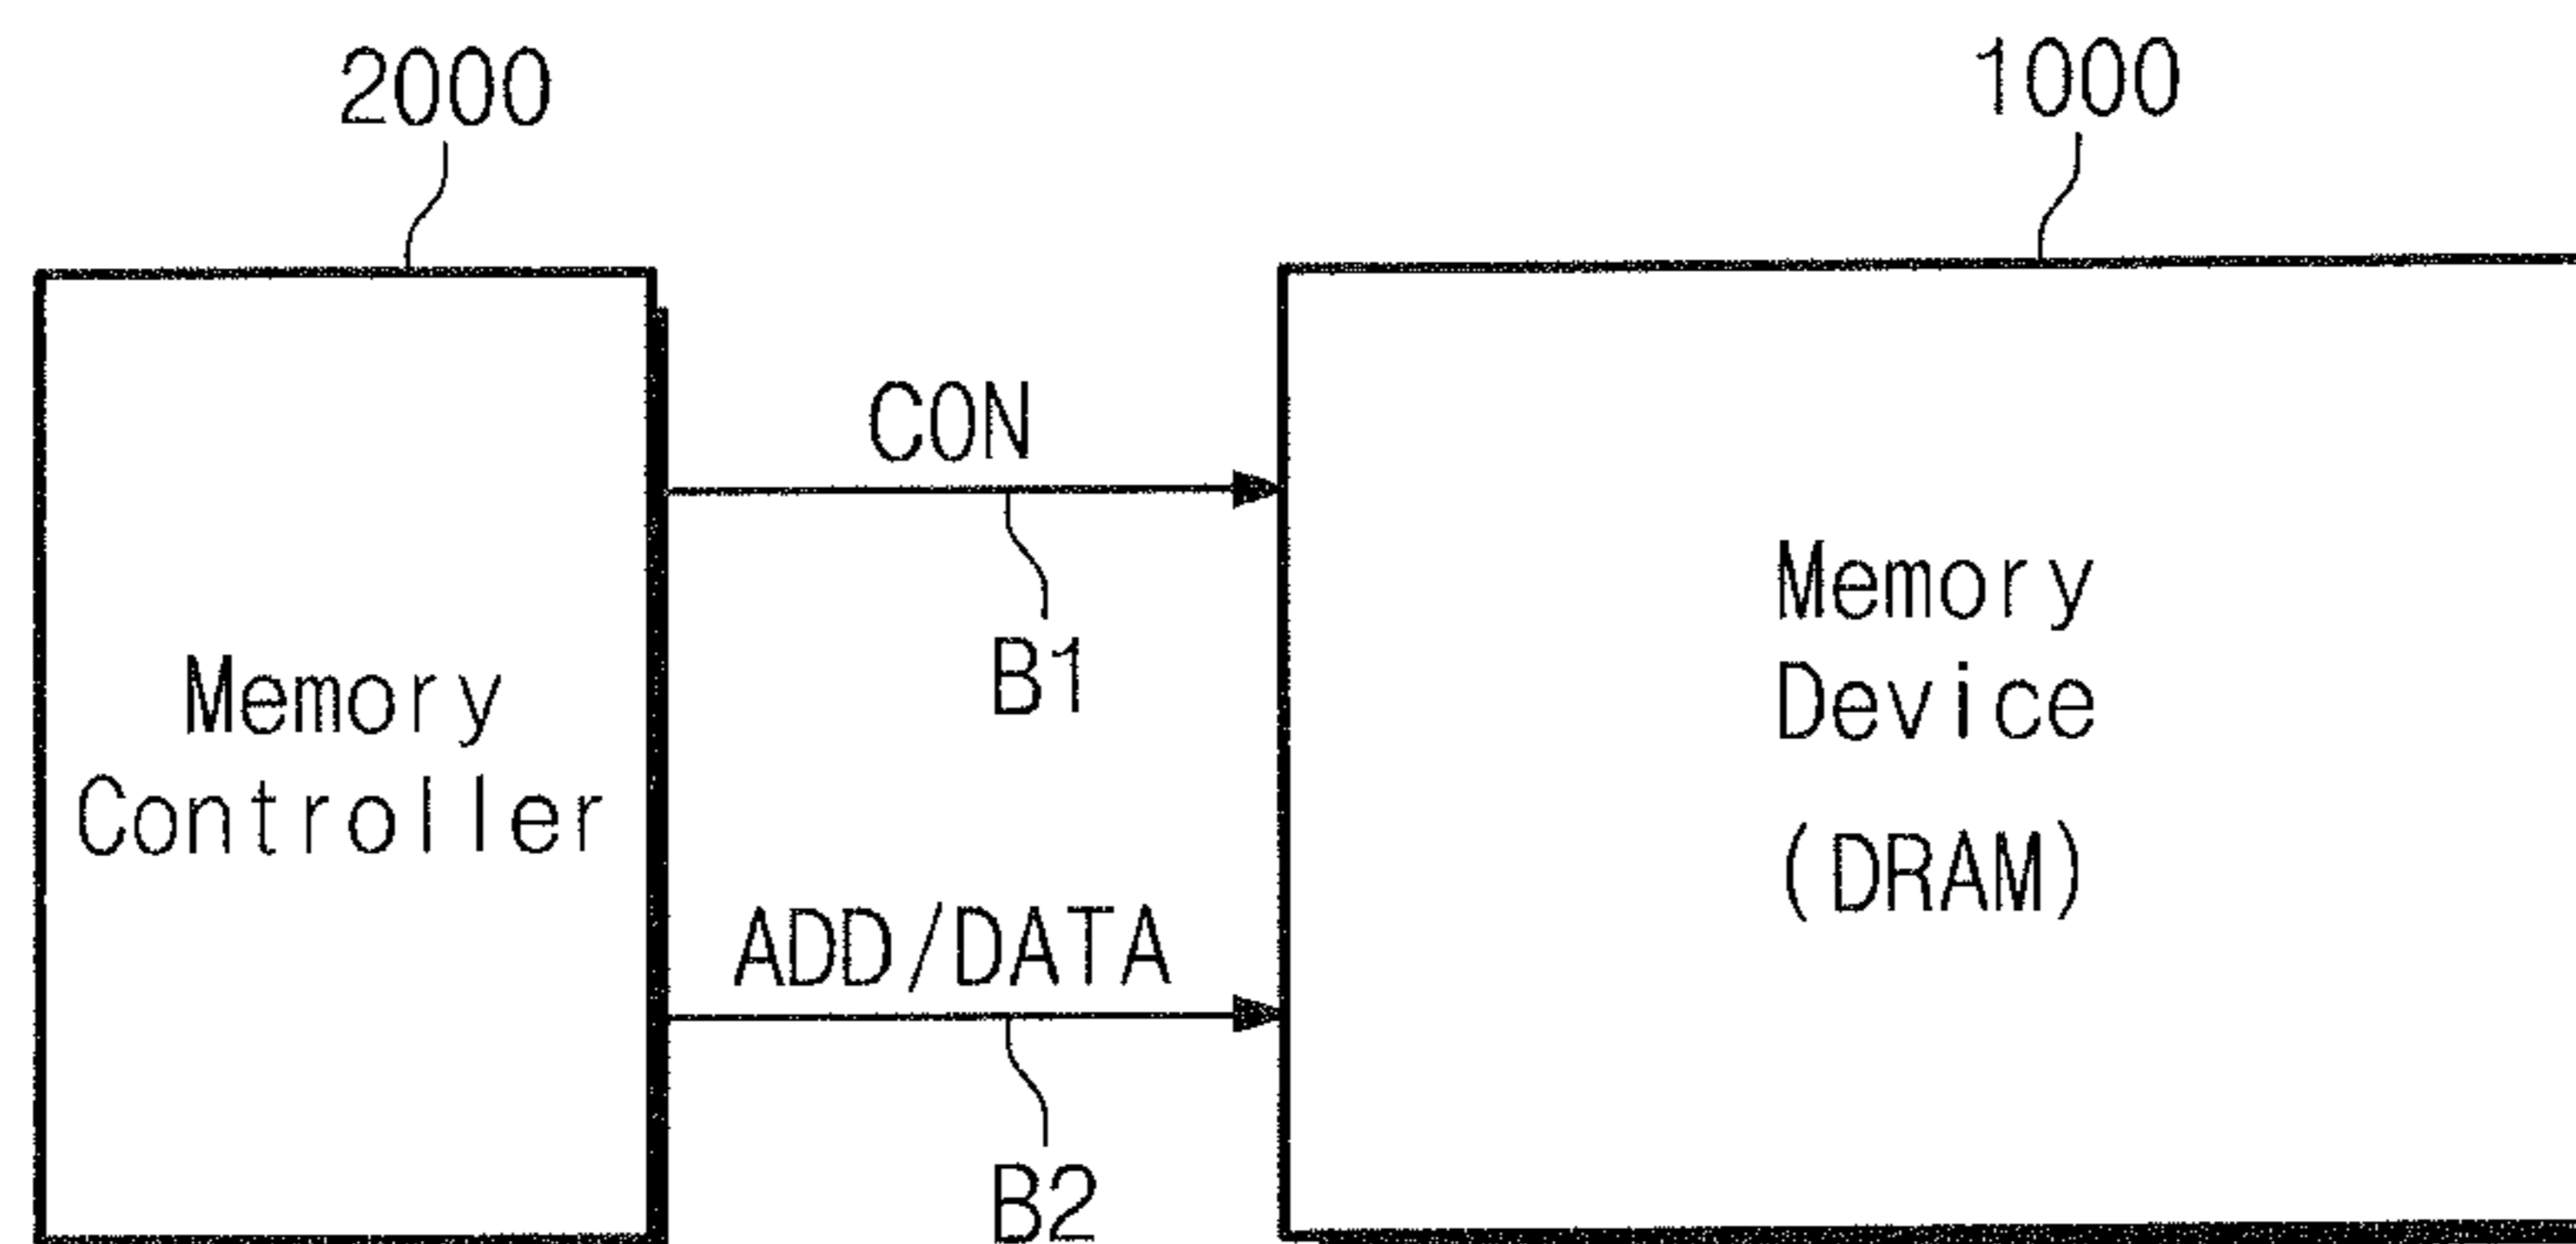 2000
1000
CON
B1
Memory
Controller
Memory
Device
(DRAM)
ADD/DATA
B2